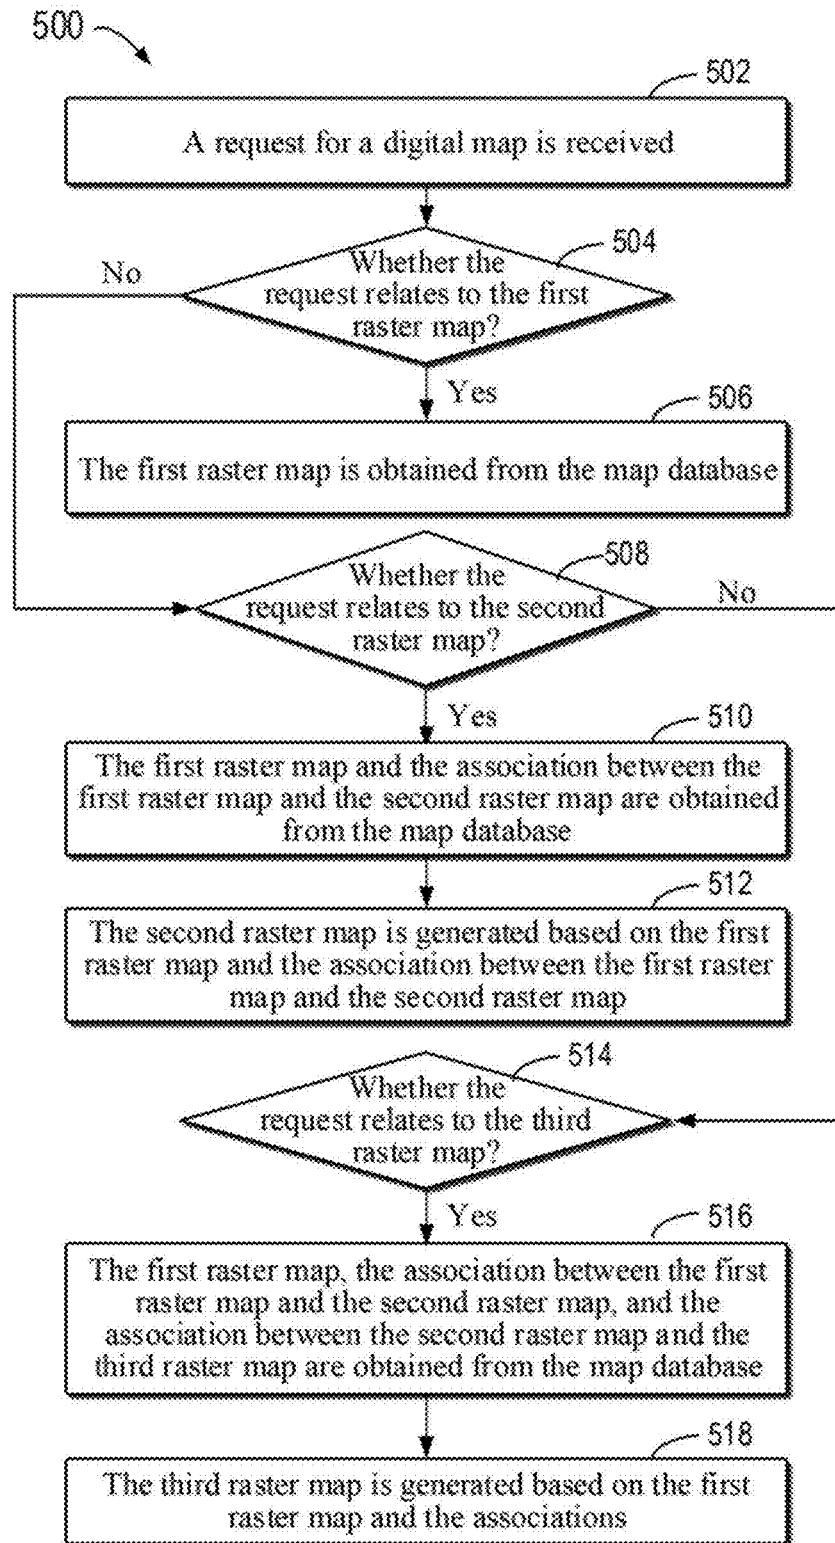 500
502
A request for a digital map is received
504
No
Whether the
request relates to the first
raster map?
Yes
506
The first raster map is obtained from the map database
508
Whether the
request relates to the second
raster map?
No
Yes
510
The first raster map and the association between the
first raster map and the second raster map are obtained
from the map database
512
The second raster map is generated based on the first
raster map and the association between the first raster
map and the second raster map
514
Whether the
request relates to the third
raster map?
Yes
516
The first raster map, the association between the first
raster map and the second raster map, and the
association between the second raster map and the
third raster map are obtained from the map database
518
The third raster map is generated based on the first
raster map and the associations